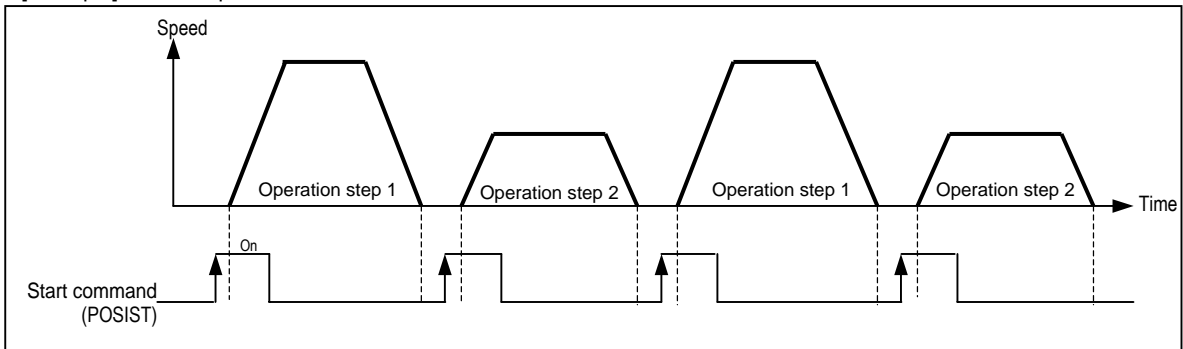 Speed
Operation step 1
Operation step 2
Operation step 1
Operation step 2
Time
On
Start command
(POSIST)